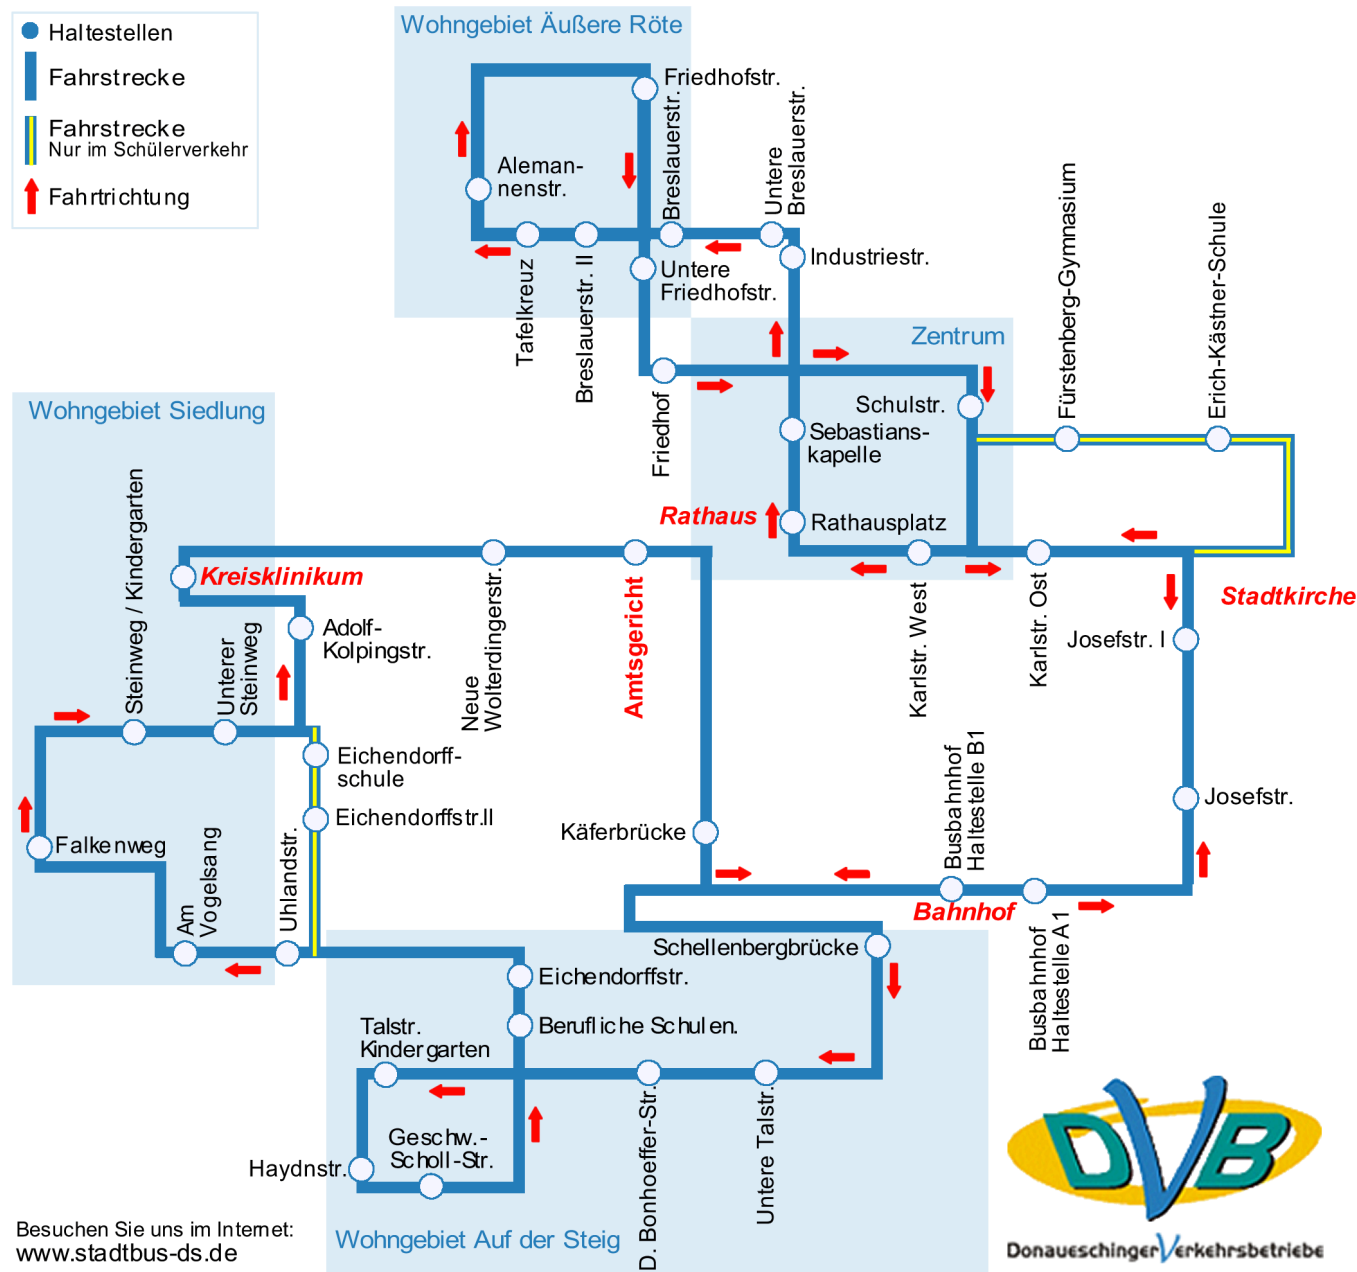 Haltestellen
Fahrstrecke
Fahrstrecke
Nur im Schülerverkehr
Fahrtrichtung
Wohngebiet Äußere Röte
Friedhofstr.
Aleman-
nenstr.
Breslauerstr.
Untere
Breslauerstr.
Industriestr.
Untere
Friedhofstr.
Tafelkreuz
Breslauerstr. II
Friedhof
Zentrum
Schulstr.
Sebastians-
kapelle
Rathaus
Rathausplatz
Fürstenberg-Gymnasium
Erich-Kästner-Schule
Karlstr. West
Karlstr. Ost
Stadtkirche
Josefstr. I
Josefstr.
Wohngebiet Siedlung
Steinweg / Kindergarten
Unterer
Steinweg
Kreisklinikum
Adolf-
Kolpingstr.
Neue
Wolterdingerstr.
Amtsgericht
Eichendorff-
schule
Eichendorffstr.II
Falkenweg
Am
Vogelsang
Uhlandstr.
Käferbrücke
Busbahnhof
Haltestelle B1
Bahnhof
Busbahnhof
Haltestelle A1
Schellenbergbrücke
Eichendorffstr.
Berufliche Schulen.
Talstr.
Kindergarten
Geschw.-
Scholl-Str.
Haydnstr.
D. Bonhoeffer-Str.
Untere Talstr.
Wohngebiet Auf der Steig
Besuchen Sie uns im Internet:
www.stadtbus-ds.de
DVB
Donaueschinger Verkehrsbetriebe